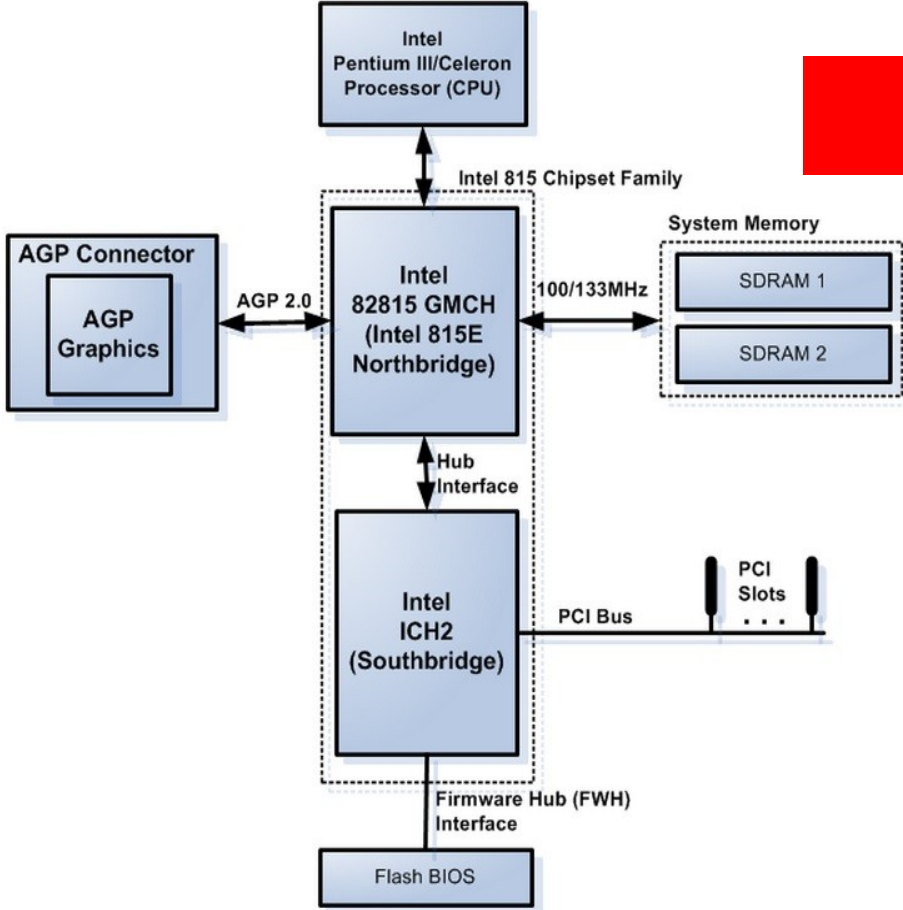 Intel
Pentium III/Celeron
Processor (CPU)
Intel 815 Chipset Family
System Memory
AGP Connector
AGP
Graphics
AGP 2.0
Intel
82815 GMCH
(Intel 815E
Northbridge)
100/133MHz
SDRAM 1
SDRAM 2
Hub
Interface
Intel
ICH2
(Southbridge)
PCI Bus
PCI
Slots
. . .
Firmware Hub (FWH)
Interface
Flash BIOS